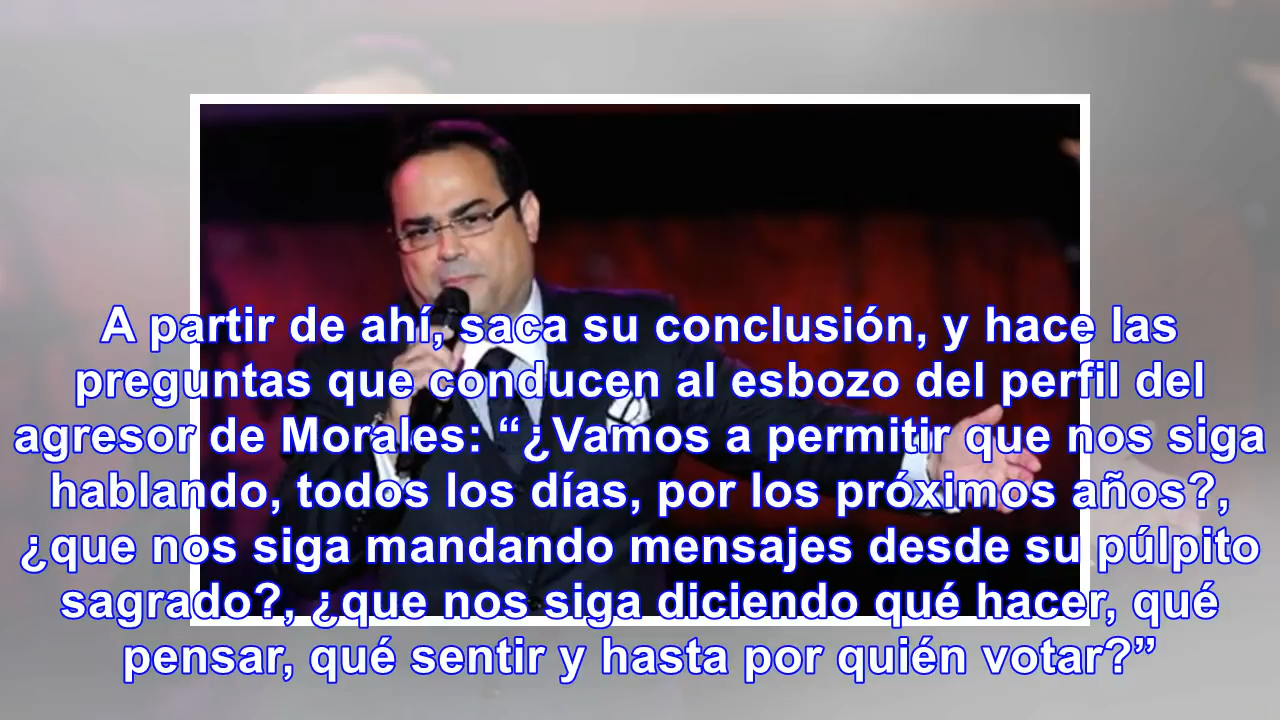 A partir de ahí, saca su conclusión, y hace las
preguntas que conducen al esbozo del perfil del
agresor de Morales: “¿Vamos a permitir que nos siga
hablando, todos los días, por los próximos años?,
¿que nos siga mandando mensajes desde su púlpito
sagrado?, ¿que nos siga diciendo qué hacer, qué
pensar, qué sentir y hasta por quién votar?”